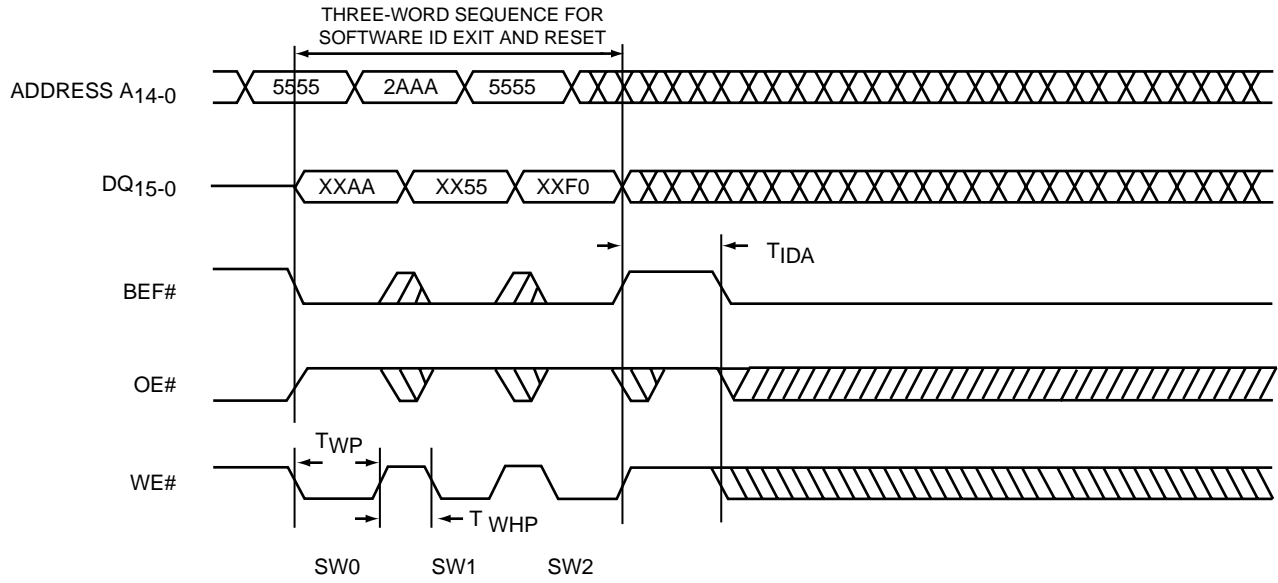 THREE-WORD SEQUENCE FOR
SOFTWARE ID EXIT AND RESET
ADDRESS A14-0
5555 2AAA 5555
DQ15-0
XXAA XX55 XXF0
TIDA
BEF#
OE#
TWP
WE#
T WHP
SW0 SW1 SW2